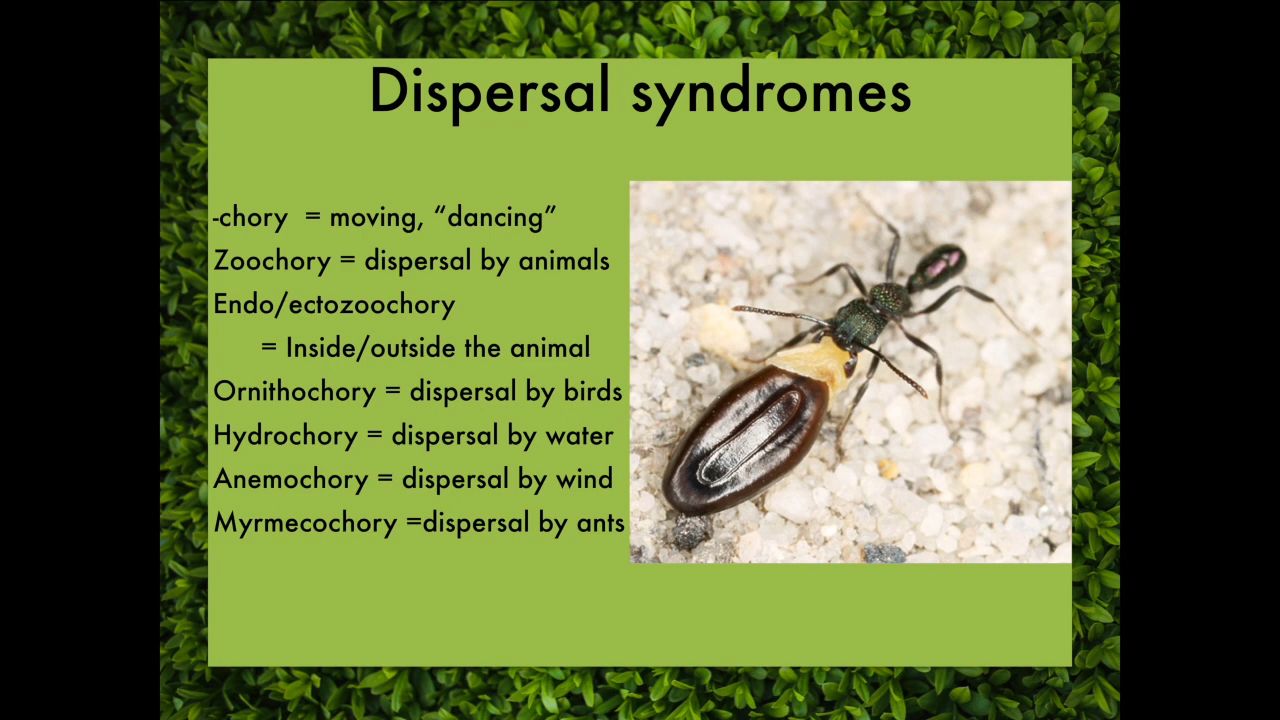 Dispersal syndromes
-chory = moving, “dancing”
Zoochory = dispersal by animals
Endo/ectozoochory
= Inside/outside the animal
Ornithochory = dispersal by birds
Hydrochory = dispersal by water
Anemochory = dispersal by wind
Myrmecochory =dispersal by ants